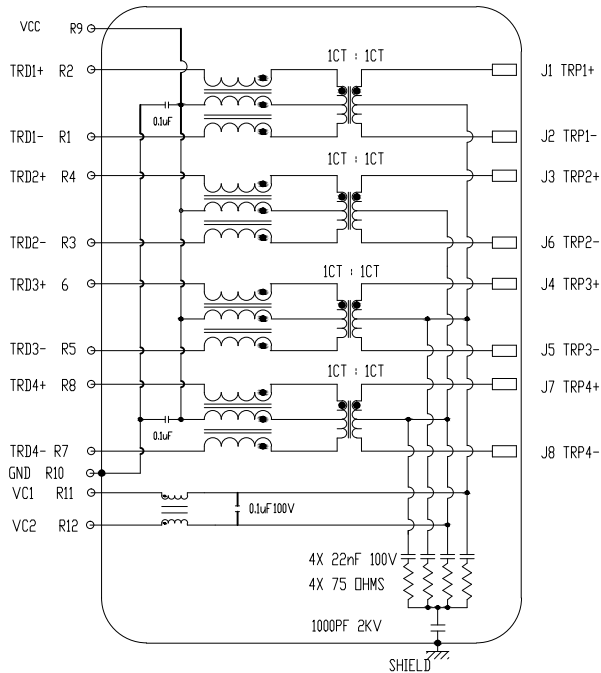 VCC R9
1CT : 1CT
TRD1+ R2
J1 TRP1+
0.1uF
TRD1- R1
J2 TRP1-
1CT : 1CT
TRD2+ R4
J3 TRP2+
TRD2- R3
J6 TRP2-
1CT : 1CT
TRD3+ 6
J4 TRP3+
TRD3- R5
J5 TRP3-
1CT : 1CT
TRD4+ R8
J7 TRP4+
0.1uF
TRD4- R7
J8 TRP4-
GND R10
VC1 R11
0.1uF100V
VC2 R12
4X 22nF 100V
4X 75 OHMS
1000PF 2KV
SHIELD